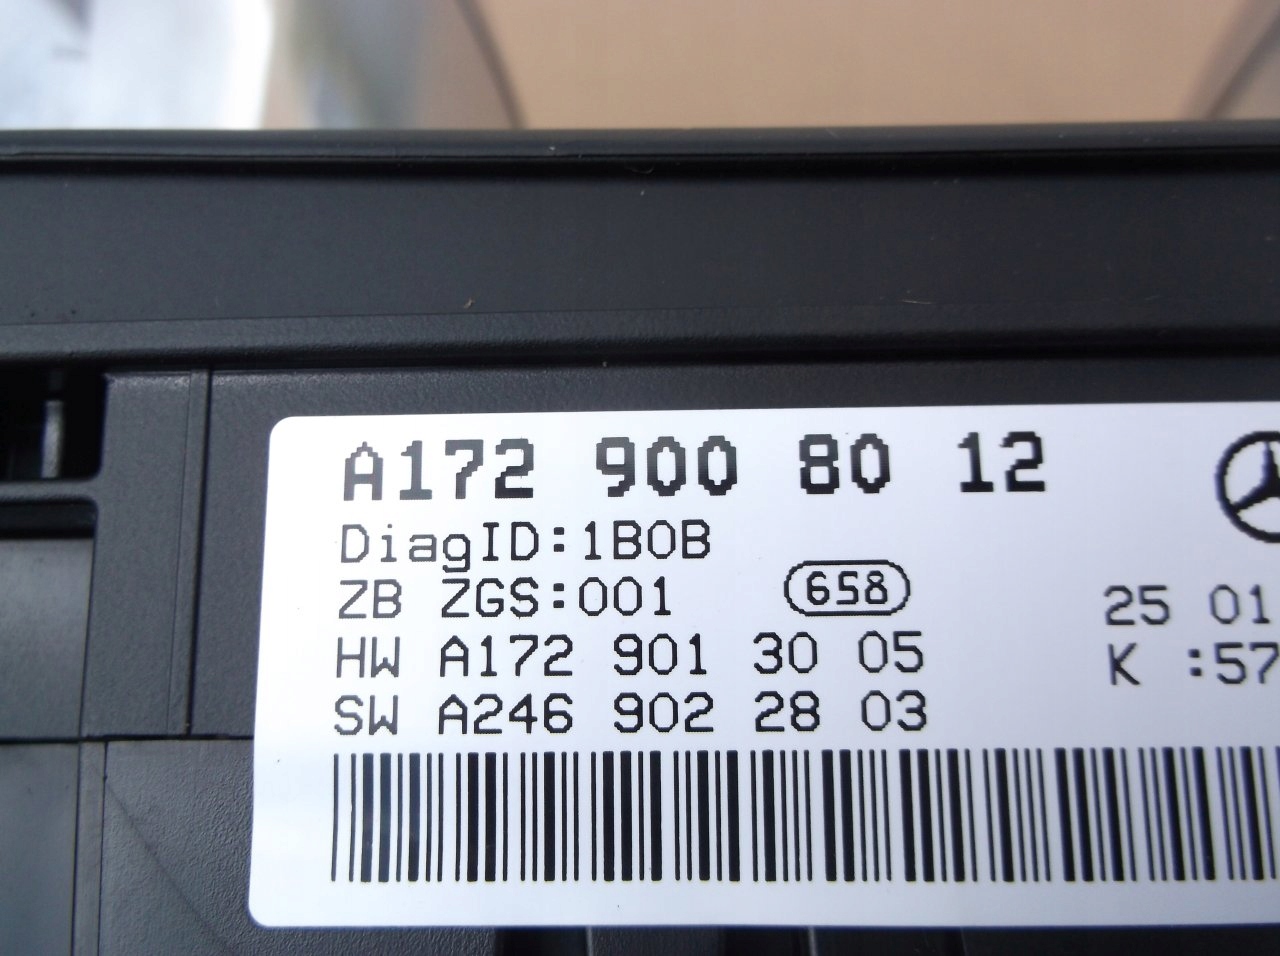 A172 900 80 12
DiagID:1B0B
ZB ZGS:001 658 25 01
HW A172 901 30 05 K :57
SW A246 902 28 03